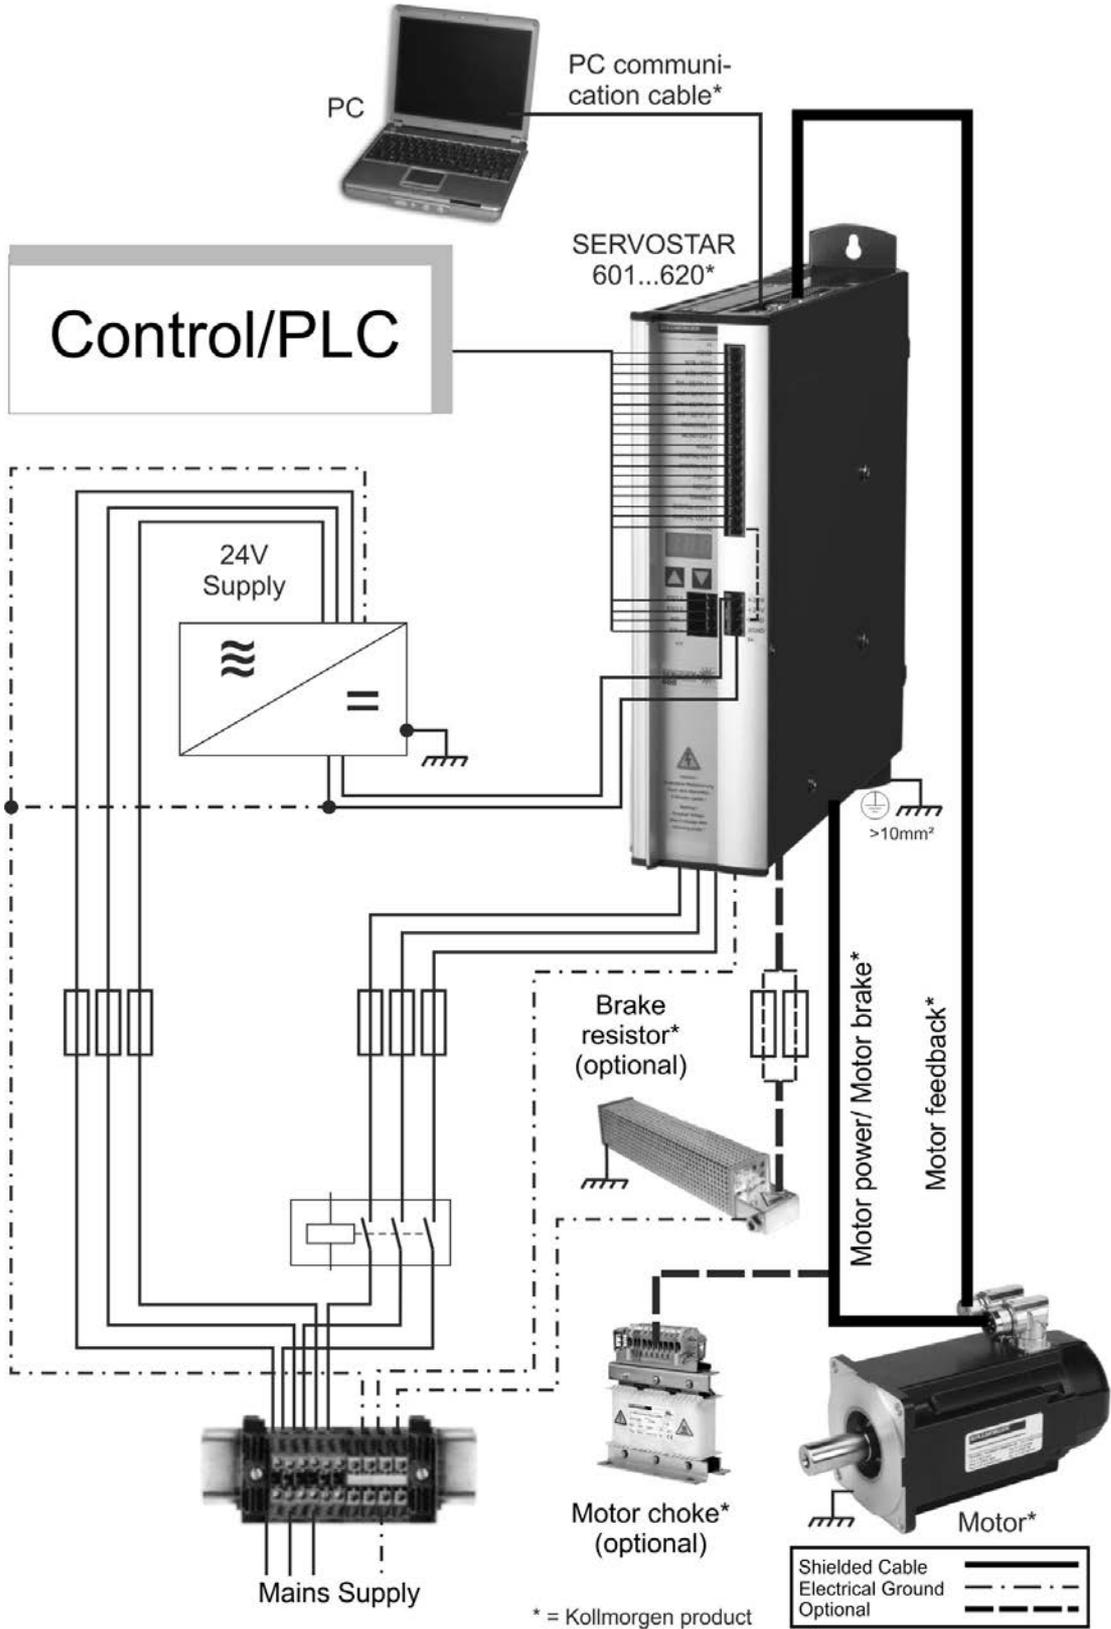 PC
PC communi-
cation cable*
SERVOSTAR
601...620*
Control/PLC
24V
Supply
>10mm²
Brake
resistor*
(optional)
Motor power/ Motor brake*
Motor feedback*
Motor choke*
(optional)
Motor*
Mains Supply
Shielded Cable
Electrical Ground
Optional
* = Kollmorgen product